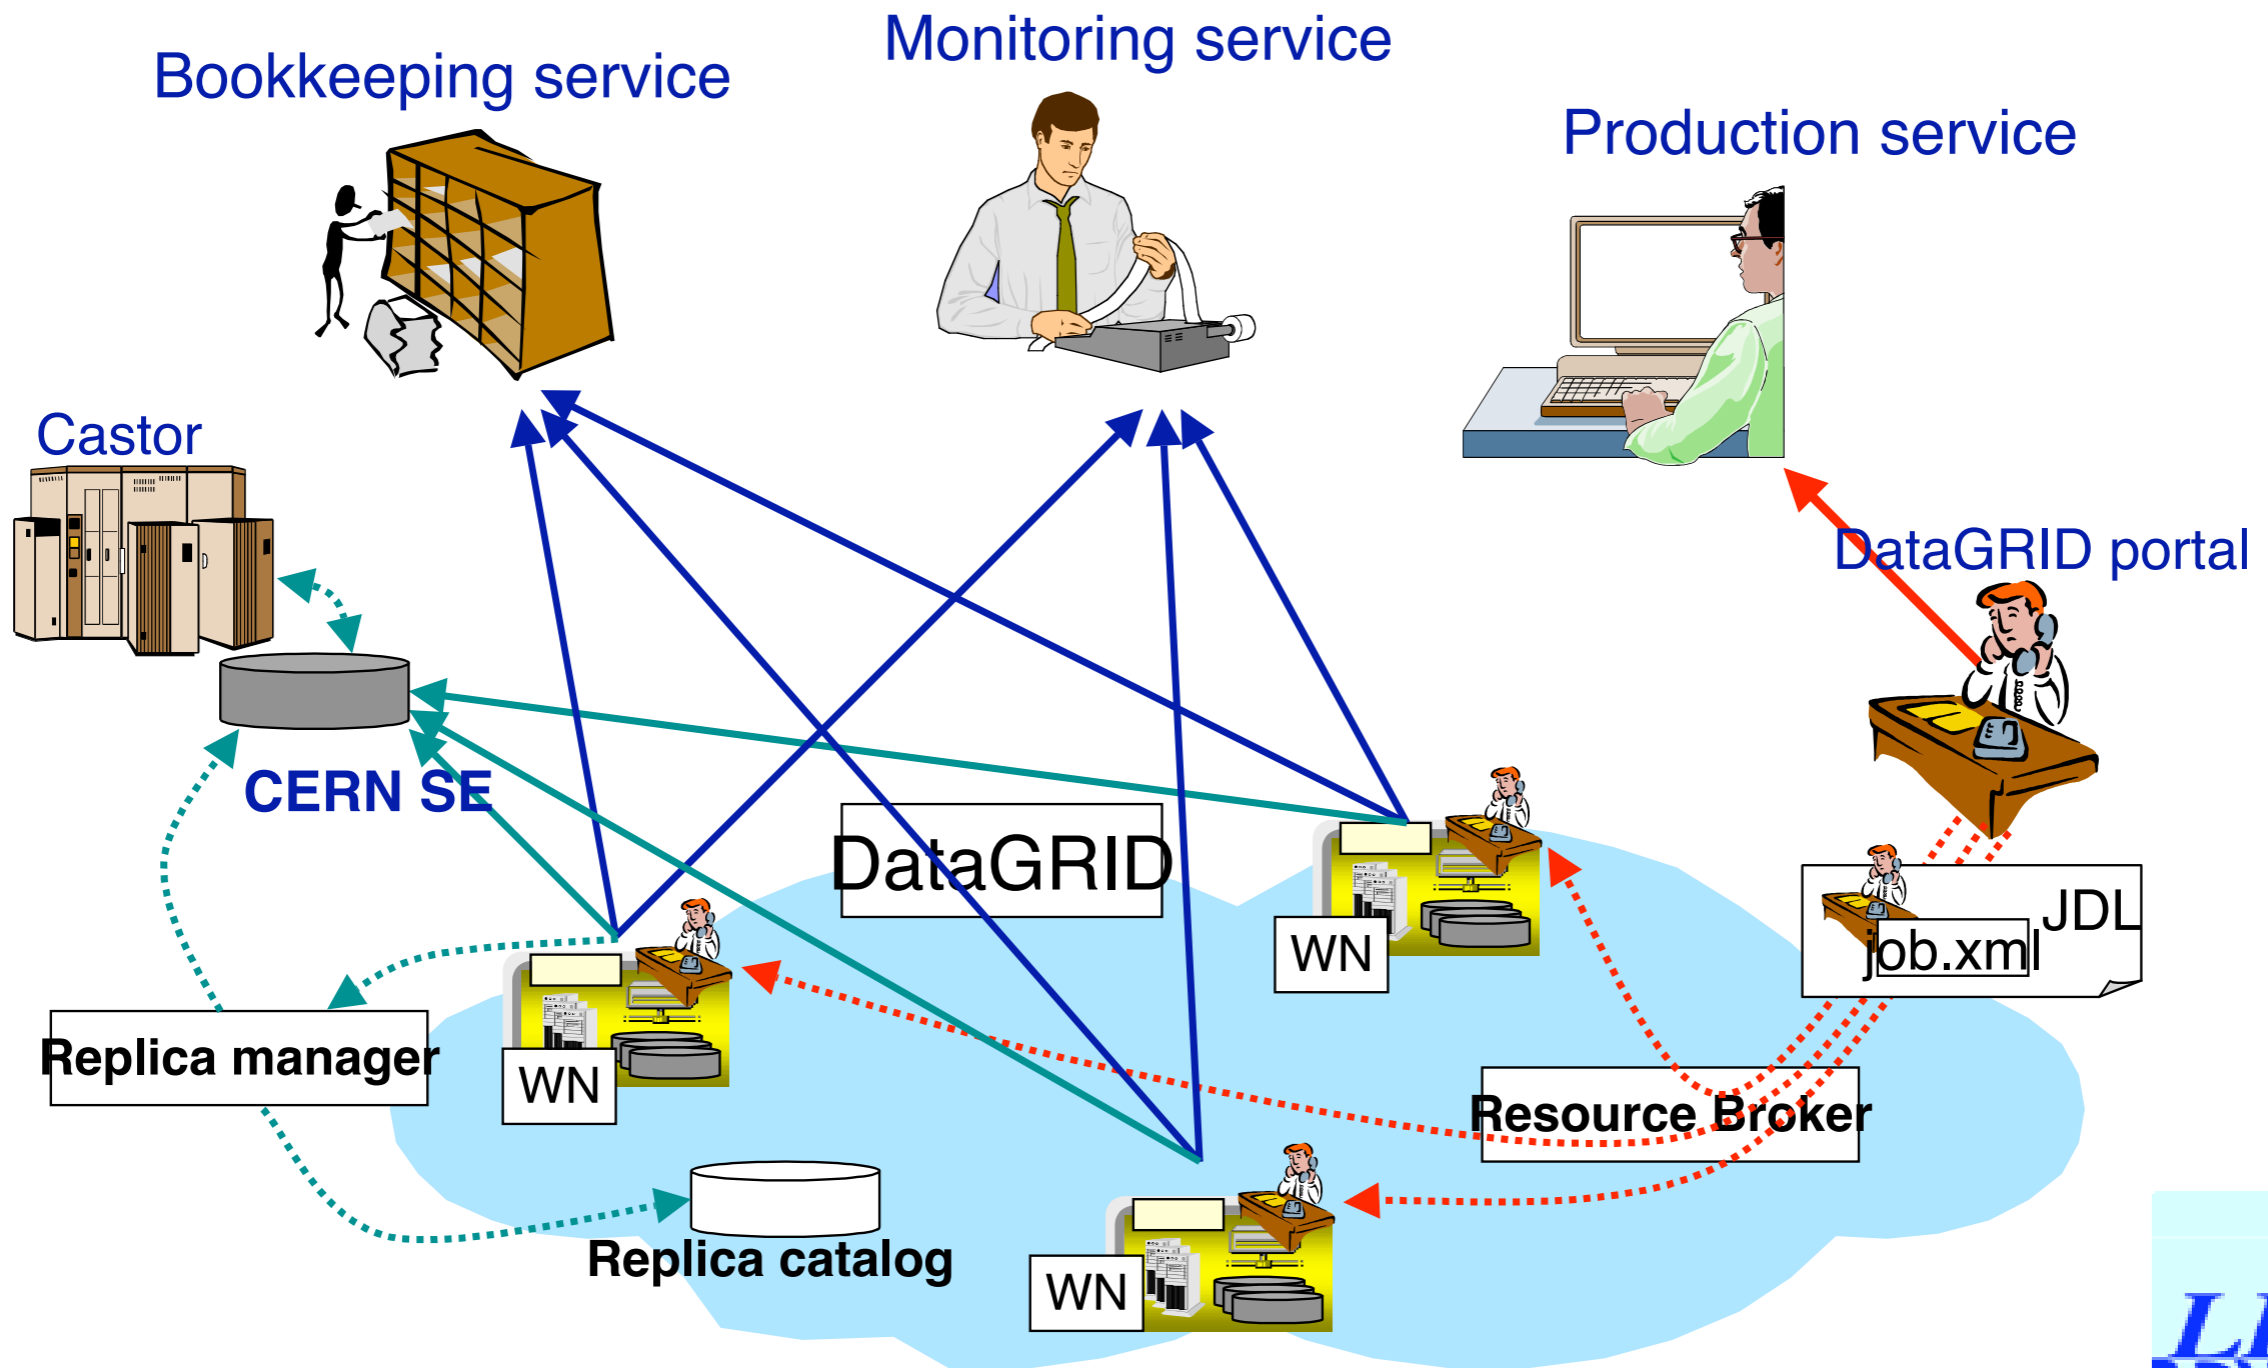 Monitoring service
Bookkeeping service
Production service
Castor
DataGRID portal
CERN SE
DataGRID
JDL
job.xml
WN
Replica manager
WN
Resource Broker
Replica catalog
WN